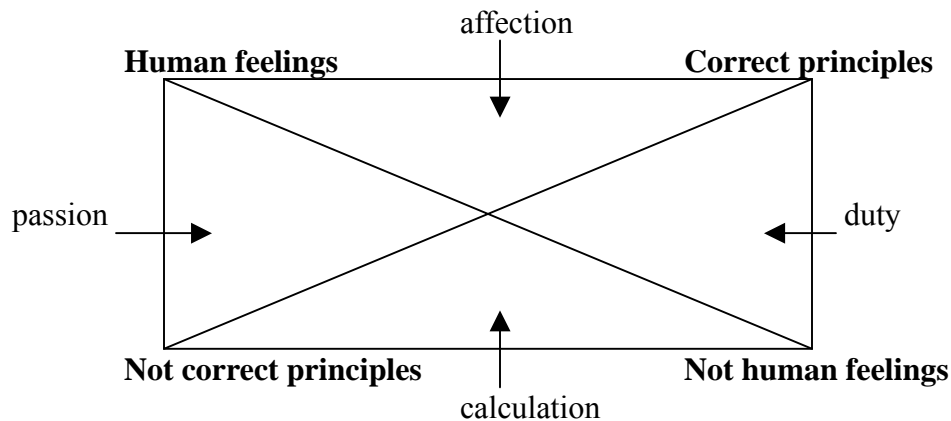 affection
Human feelings
Correct principles
passion
duty
Not correct principles
Not human feelings
calculation